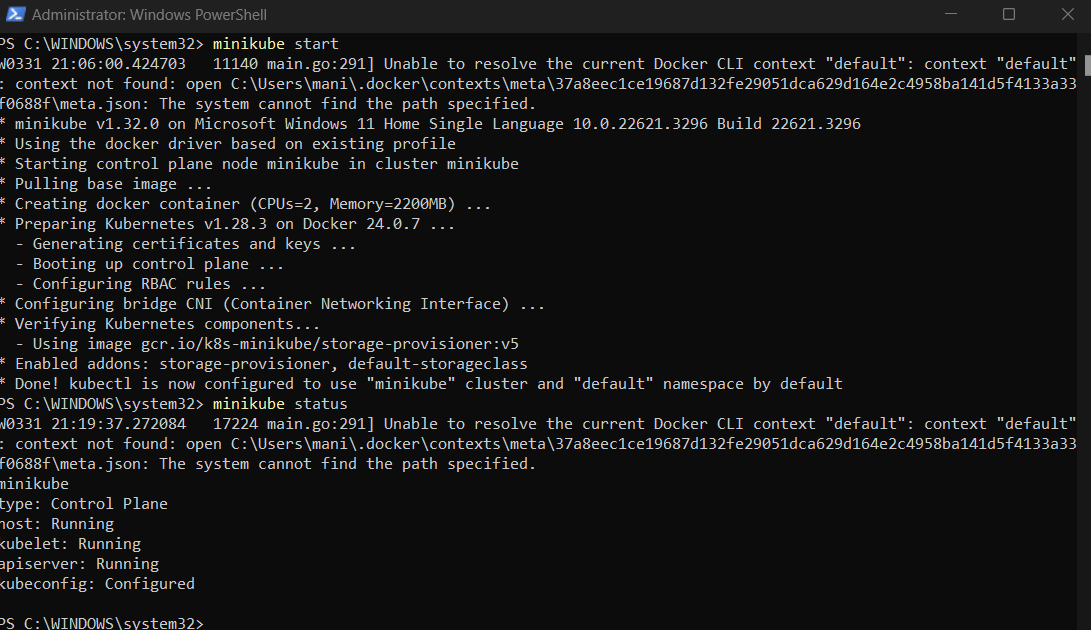 Administrator: Windows PowerShell
PS C:\WINDOWS\system32> minikube start
W0331 21:06:00.424703   11140 main.go:291] Unable to resolve the current Docker CLI context "default": context "default"
: context not found: open C:\Users\mani\.docker\contexts\meta\37a8eec1ce19687d132fe29051dca629d164e2c4958ba141d5f4133a33
f0688f\meta.json: The system cannot find the path specified.
* minikube v1.32.0 on Microsoft Windows 11 Home Single Language 10.0.22621.3296 Build 22621.3296
* Using the docker driver based on existing profile
* Starting control plane node minikube in cluster minikube
* Pulling base image ...
* Creating docker container (CPUs=2, Memory=2200MB) ...
* Preparing Kubernetes v1.28.3 on Docker 24.0.7 ...
  - Generating certificates and keys ...
  - Booting up control plane ...
  - Configuring RBAC rules ...
* Configuring bridge CNI (Container Networking Interface) ...
* Verifying Kubernetes components...
  - Using image gcr.io/k8s-minikube/storage-provisioner:v5
* Enabled addons: storage-provisioner, default-storageclass
* Done! kubectl is now configured to use "minikube" cluster and "default" namespace by default
PS C:\WINDOWS\system32> minikube status
W0331 21:19:37.272084   17224 main.go:291] Unable to resolve the current Docker CLI context "default": context "default"
: context not found: open C:\Users\mani\.docker\contexts\meta\37a8eec1ce19687d132fe29051dca629d164e2c4958ba141d5f4133a33
f0688f\meta.json: The system cannot find the path specified.
minikube
type: Control Plane
host: Running
kubelet: Running
apiserver: Running
kubeconfig: Configured
PS C:\WINDOWS\system32>